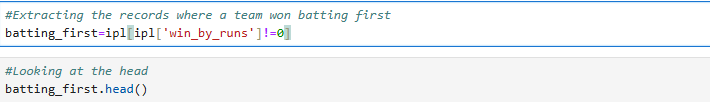 #Extracting the records where a team won batting first
batting_first=ipl[ipl['win_by_runs']!=0]
#Looking at the head
batting_first.head()